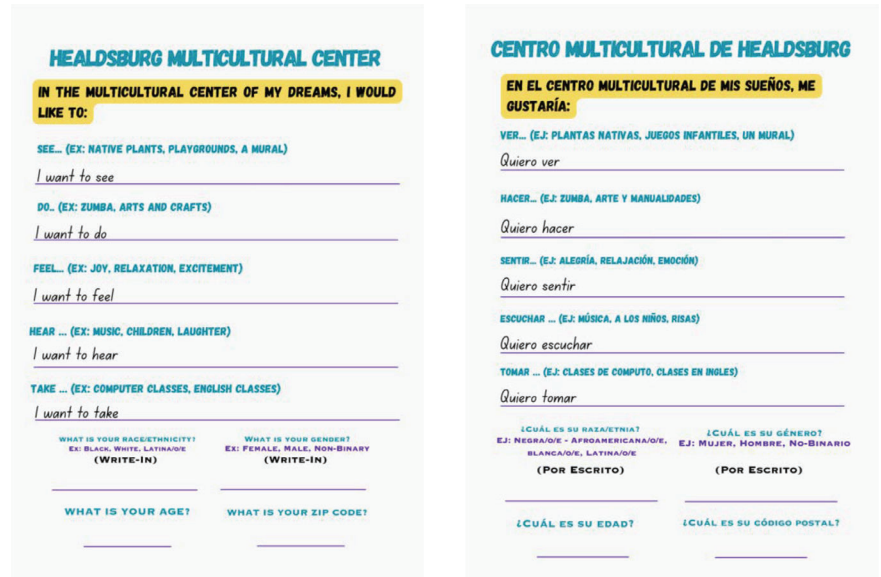 HEALDSBURG MULTICULTURAL CENTER
IN THE MULTICULTURAL CENTER OF MY DREAMS, I WOULD
LIKE TO:
SEE... (EX: NATIVE PLANTS, PLAYGROUNDS, A MURAL)
I want to see
DO.. (EX: ZUMBA, ARTS AND CRAFTS)
I want to do
FEEL... (EX: JOY, RELAXATION, EXCITEMENT)
I want to feel
HEAR ... (EX: MUSIC, CHILDREN, LAUGHTER)
I want to hear
TAKE ... (EX: COMPUTER CLASSES, ENGLISH CLASSES)
I want to take
WHAT IS YOUR RACE/ETHNICITY?
EX: BLACK, WHITE, LATINA/O/E
(WRITE-IN)
WHAT IS YOUR GENDER?
EX: FEMALE, MALE, NON-BINARY
(WRITE-IN)
WHAT IS YOUR AGE?
WHAT IS YOUR ZIP CODE?
CENTRO MULTICULTURAL DE HEALDSBURG
EN EL CENTRO MULTICULTURAL DE MIS SUEÑOS, ME
GUSTARÍA:
VER... (EJ: PLANTAS NATIVAS, JUEGOS INFANTILES, UN MURAL)
Quiero ver
HACER... (EJ: ZUMBA, ARTE Y MANUALIDADES)
Quiero hacer
SENTIR... (EJ: ALEGRÍA, RELAJACIÓN, EMOCIÓN)
Quiero sentir
ESCUCHAR ... (EJ: MÚSICA, A LOS NIÑOS, RISAS)
Quiero escuchar
TOMAR ... (EJ: CLASES DE COMPUTO, CLASES EN INGLES)
Quiero tomar
¿CUÁL ES SU RAZA/ETNIA?
EJ: NEGRA/O/E - AFROAMERICANA/O/E,
BLANCA/O/E, LATINA/O/E
(POR ESCRITO)
¿CUÁL ES SU GÉNERO?
EJ: MUJER, HOMBRE, NO-BINARIO
(POR ESCRITO)
¿CUÁL ES SU EDAD?
¿CUÁL ES SU CÓDIGO POSTAL?